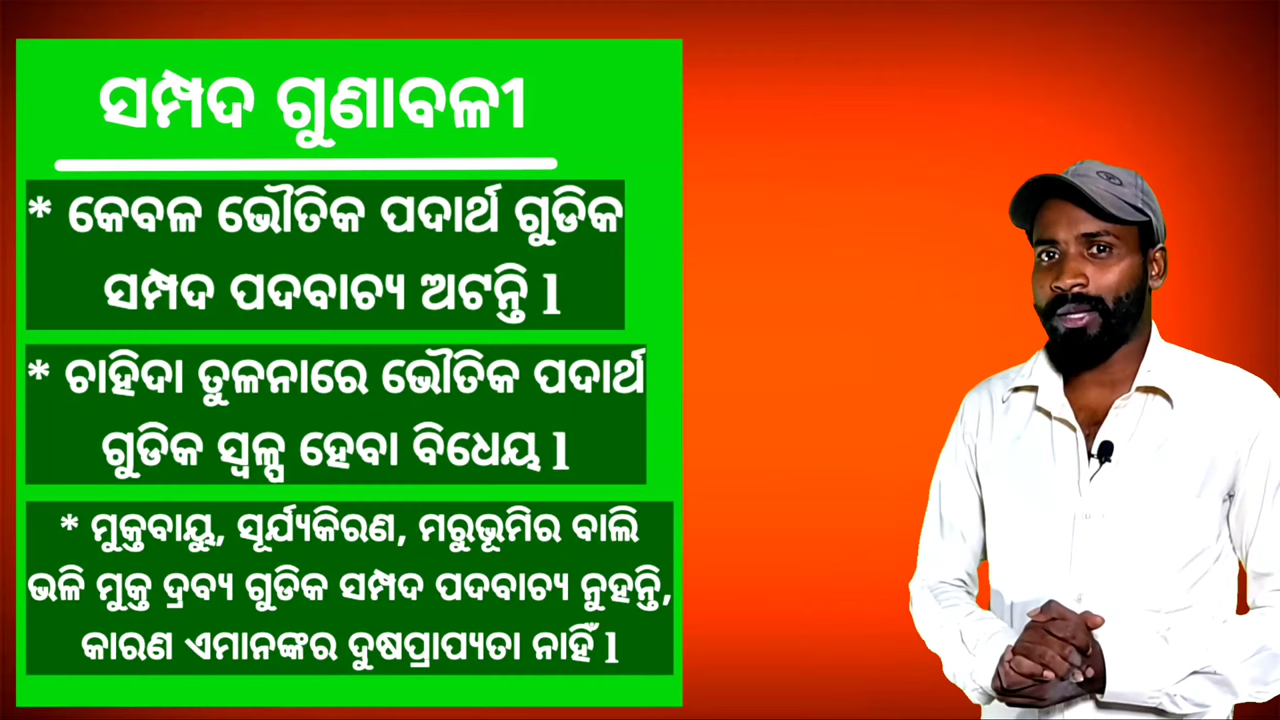 ସମ୍ପଦ ଗୁଣାବଳୀ
* କେବଳ ଭୌତିକ ପଦାର୍ଥ ଗୁଡିକ
ସମ୍ପଦ ପଦବାଚ୍ୟ ଅଟନ୍ତି l
* ଚାହିଦା ତୁଳନାରେ ଭୌତିକ ପଦାର୍ଥ
ଗୁଡିକ ସ୍ୱଳ୍ପ ହେବା ବିଧେୟ l
* ମୁକ୍ତବାୟୁ, ସୂର୍ଯ୍ୟକିରଣ, ମରୁଭୂମିର ବାଲି
ଭଳି ମୁକ୍ତ ଦ୍ରବ୍ୟ ଗୁଡିକ ସମ୍ପଦ ପଦବାଚ୍ୟ ନୁହନ୍ତି,
କାରଣ ଏମାନଙ୍କର ଦୁଷପ୍ରାପ୍ୟତା ନାହିଁ l